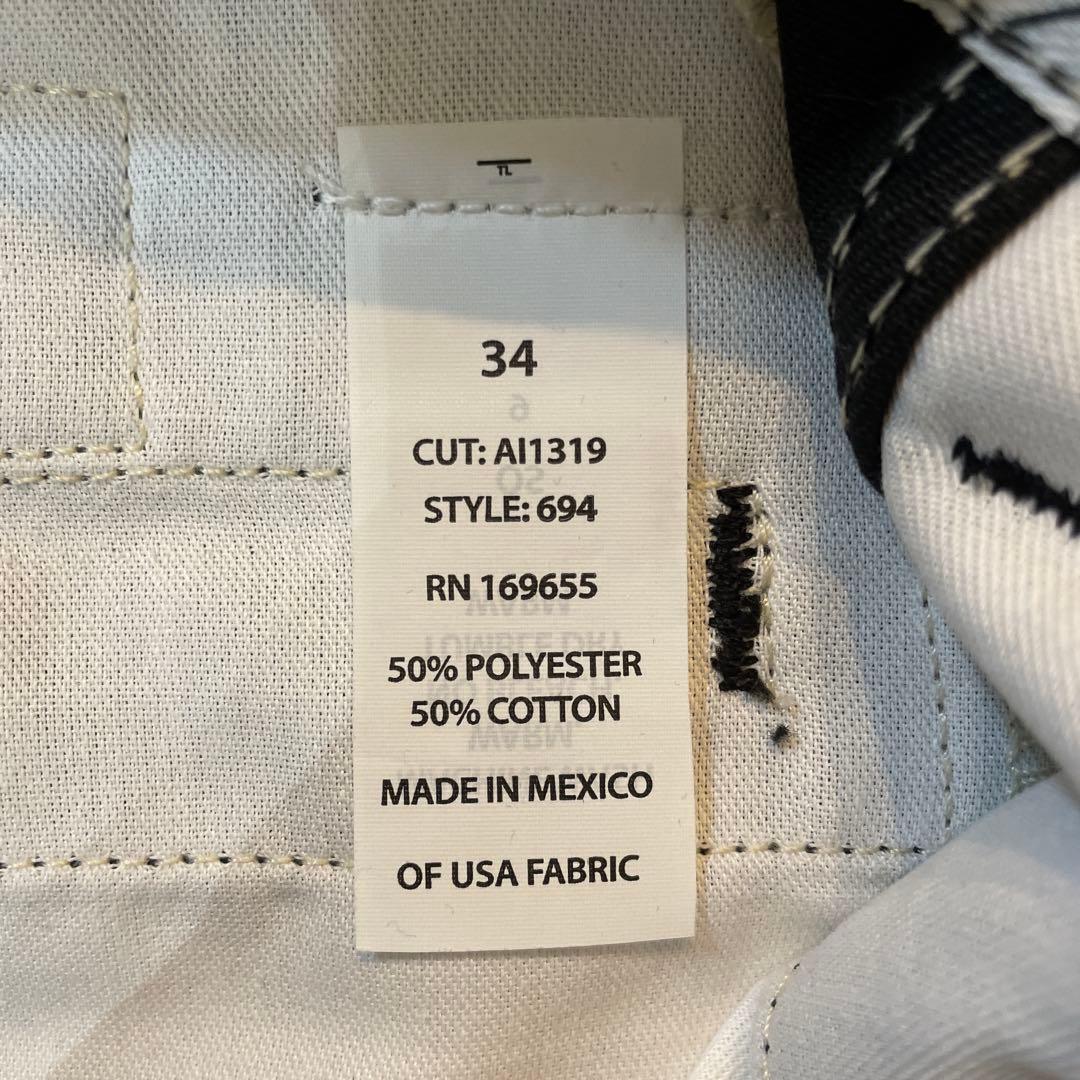 TL
34
CUT: AI1319
STYLE: 694
RN 169655
50% POLYESTER
50% COTTON
MADE IN MEXICO
OF USA FABRIC